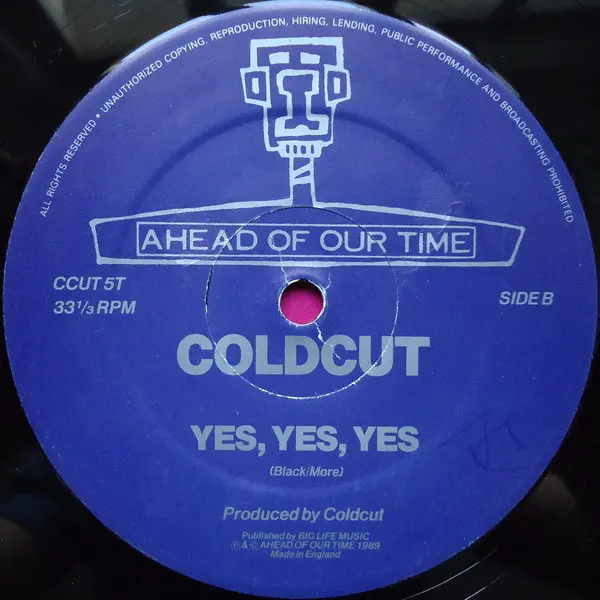 ALL RIGHTS RESERVED • UNAUTHORIZED COPYING, REPRODUCTION, HIRING, LENDING, PUBLIC PERFORMANCE AND BROADCASTING PROHIBITED
AHEAD OF OUR TIME
CCUT 5T
33⅓ RPM
SIDE B
COLDCUT
YES, YES, YES
(Black/More)
Produced by Coldcut
Published by BIG LIFE MUSIC
℗ & © AHEAD OF OUR TIME 1989
Made in England